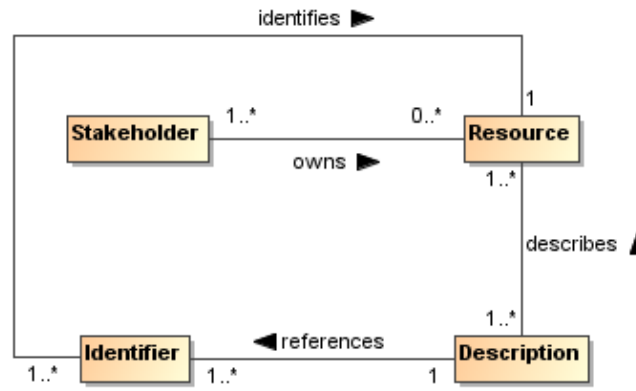 identifies ▶
1..*
0..*
1
Stakeholder
Resource
owns ▶
1..*
describes ▲
1..*
◀ references
Identifier
Description
1..*
1..*
1